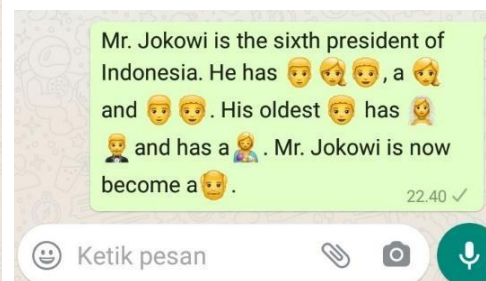 Mr. Jokowi is the sixth president of
Indonesia. He has 👨 👩 👨, a 👩
and 👨 👨. His oldest 👨 has 👰
🤵 and has a 🤱. Mr. Jokowi is now
become a 👴.
22.40
Ketik pesan